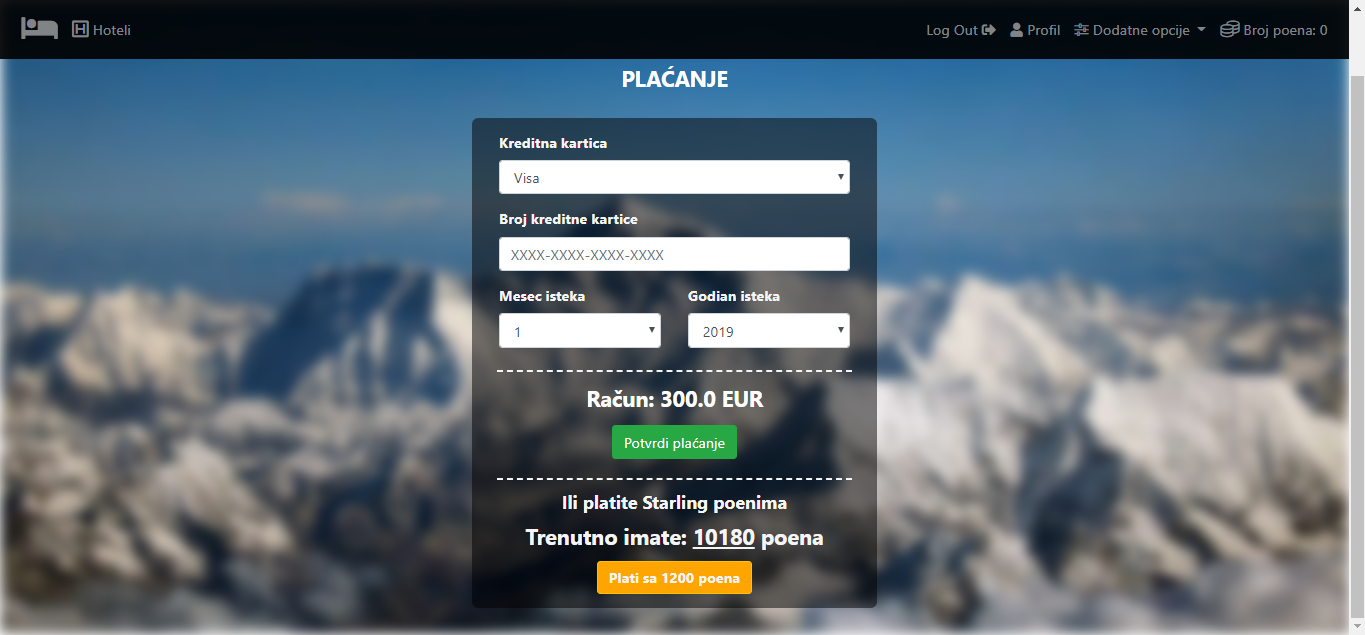 Hoteli
Log Out Profil Dodatne opcije Broj poena: 0
PLAĆANJE
Kreditna kartica
Visa
Broj kreditne kartice
XXXX-XXXX-XXXX-XXXX
Mesec isteka Godian isteka
1 2019
Račun: 300.0 EUR
Potvrdi plaćanje
Ili platite Starling poenima
Trenutno imate: 10180 poena
Plati sa 1200 poena